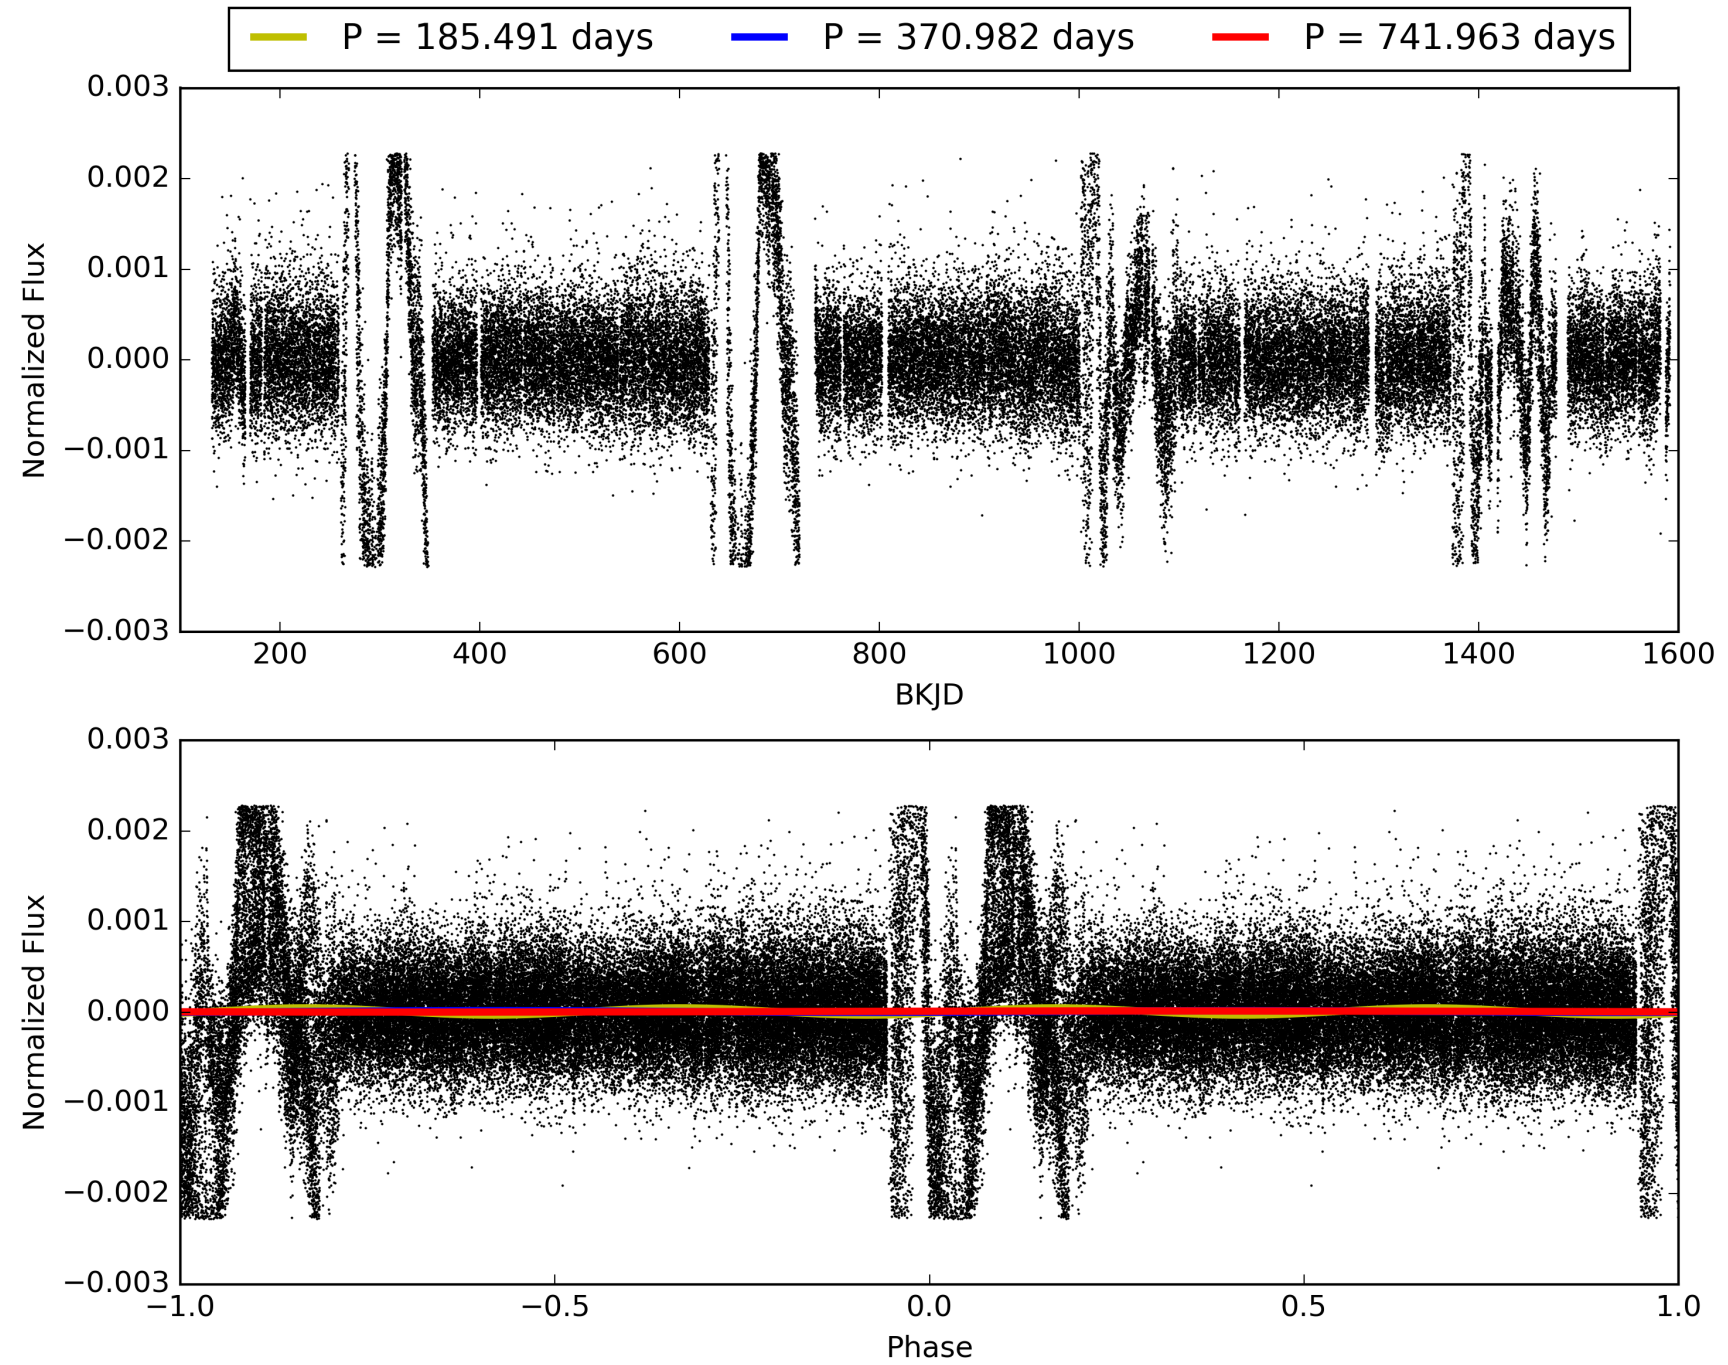 P = 185.491 days P = 370.982 days P = 741.963 days
0.003
0.002
0.001
0.000
−0.001
−0.002
−0.003
Normalized Flux
200 400 600 800 1000 1200 1400 1600
BKJD
0.003
0.002
0.001
0.000
−0.001
−0.002
−0.003
Normalized Flux
−1.0 −0.5 0.0 0.5 1.0
Phase